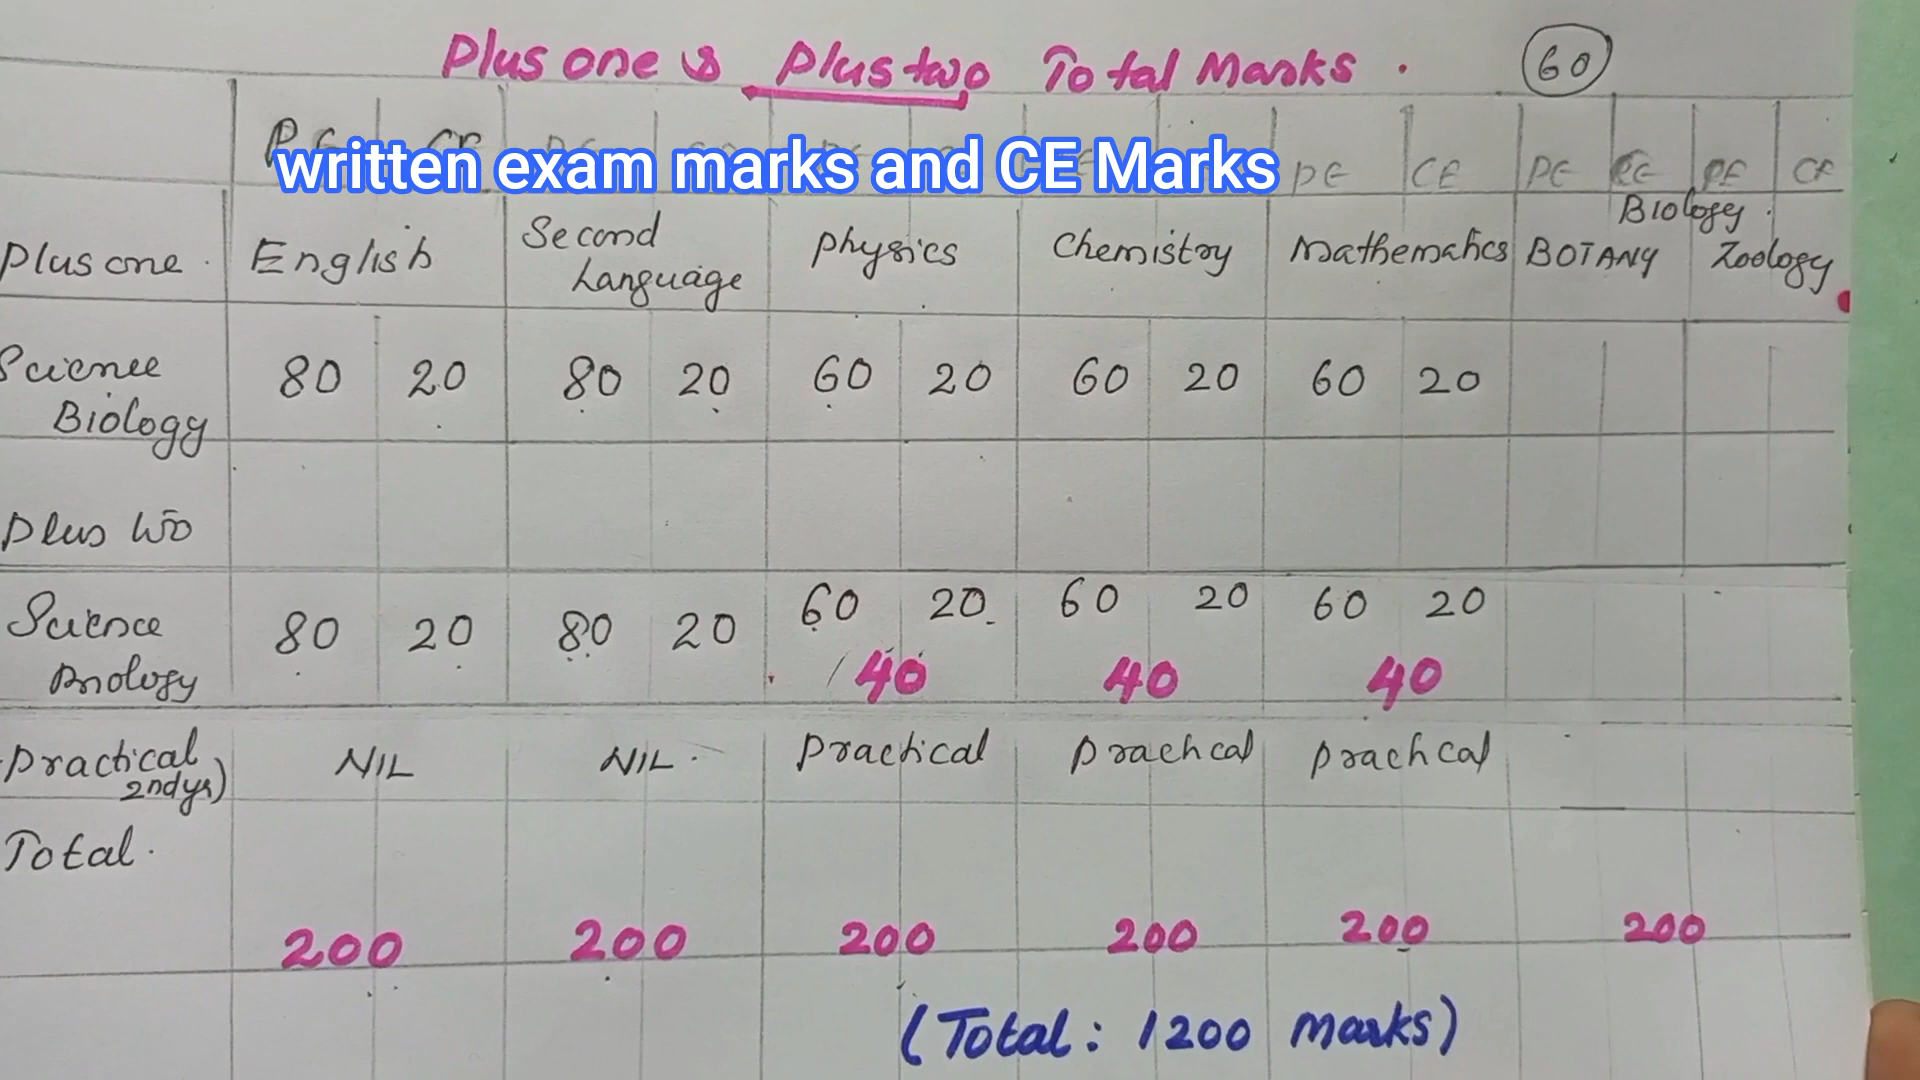 Plus one & Plus two Total Marks . 60
written exam marks and CE Marks
PE CE PE CE PE CE
Biology
Plus one English Second Language Physics Chemistry Mathematics BOTANY Zoology
Science Biology 80 20 80 20 60 20 60 20 60 20
Plus two
Science Biology 80 20 80 20 60 20 60 20 60 20
40 40 40
Practical 2nd yr) NIL NIL Practical Practical Practical
Total
200 200 200 200 200 200
(Total : 1200 Marks)